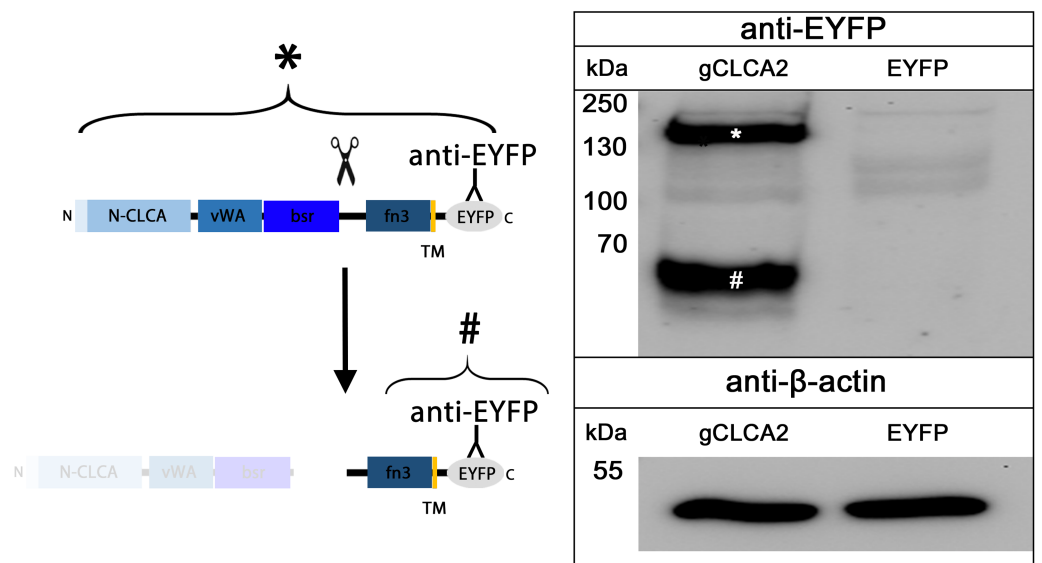 *
anti-EYFP
N
N-CLCA
vWA
bsr
fn3
EYFP
C
TM
#
anti-EYFP
N
N-CLCA
vWA
bsr
fn3
EYFP
C
TM
anti-EYFP
kDa gCLCA2 EYFP
250
130
100
70
*
#
anti-β-actin
kDa gCLCA2 EYFP
55